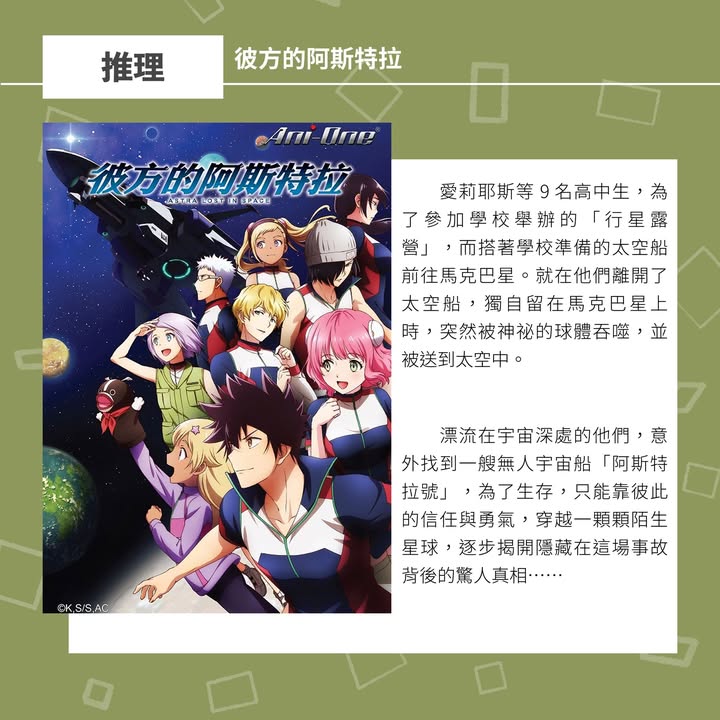 推理
彼方的阿斯特拉
Ani-One®
彼方的阿斯特拉
ASTRA LOST IN SPACE
愛莉耶斯等9名高中生，為
了參加學校舉辦的「行星露
營」，而搭著學校準備的太空船
前往馬克巴星。就在他們離開了
太空船，獨自留在馬克巴星上
時，突然被神祕的球體吞噬，並
被送到太空中。
漂流在宇宙深處的他們，意
外找到一艘無人宇宙船「阿斯特
拉號」，為了生存，只能靠彼此
的信任與勇氣，穿越一顆顆陌生
星球，逐步揭開隱藏在這場事故
背後的驚人真相⋯⋯
©K,S/S,AC